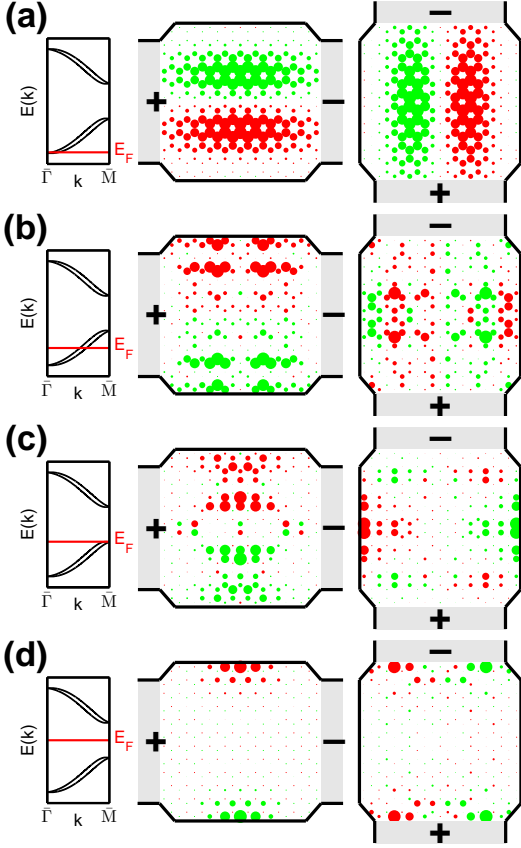 (a)
−
E(k)
+
−
E_F
Γ̄
k
M̄
+
(b)
−
E(k)
+
−
E_F
Γ̄
k
M̄
+
(c)
−
E(k)
+
−
E_F
Γ̄
k
M̄
+
(d)
−
E(k)
+
−
E_F
Γ̄
k
M̄
+